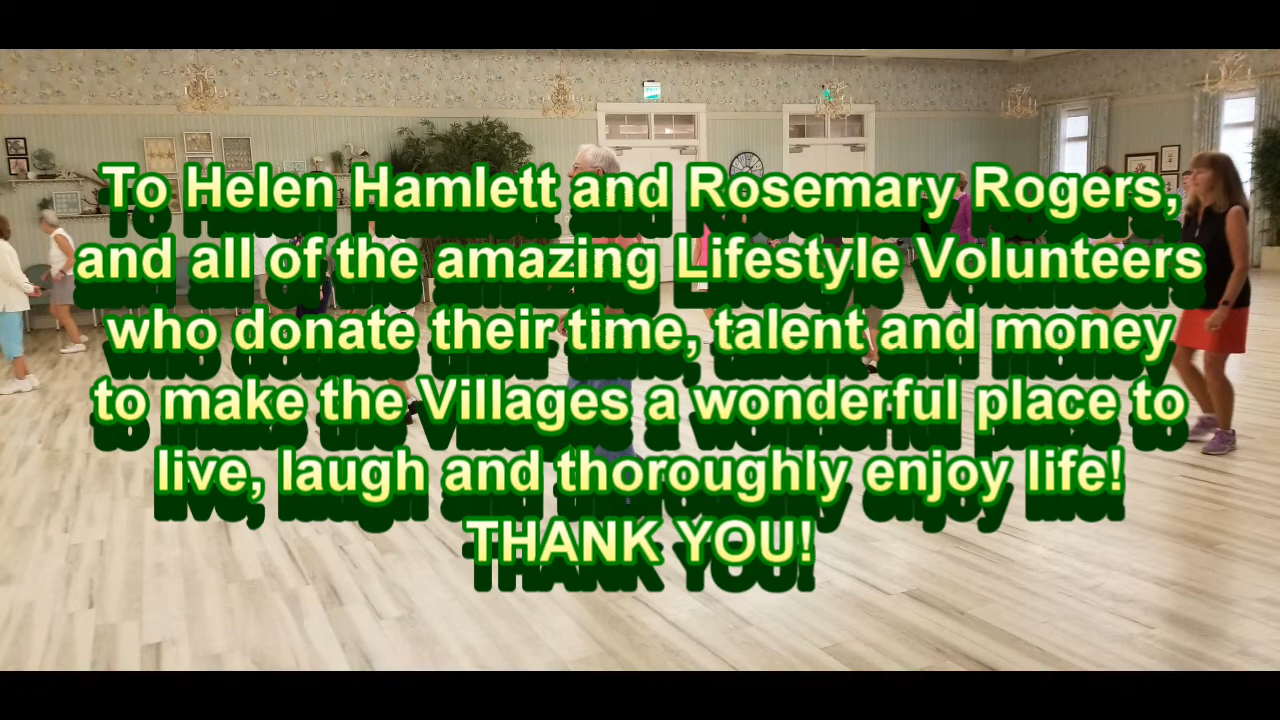 To Helen Hamlett and Rosemary Rogers,
and all of the amazing Lifestyle Volunteers
who donate their time, talent and money
to make the Villages a wonderful place to
live, laugh and thoroughly enjoy life!
THANK YOU!